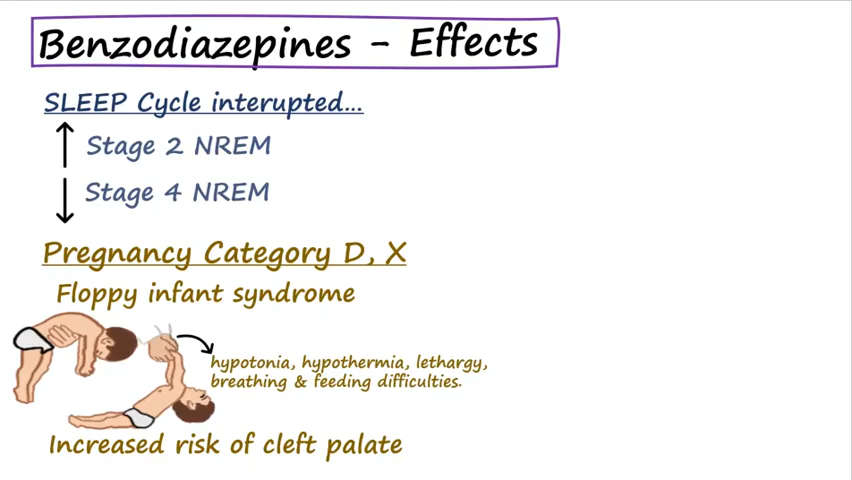 Benzodiazepines - Effects
SLEEP Cycle interupted...
Stage 2 NREM
Stage 4 NREM
Pregnancy Category D, X
Floppy infant syndrome
hypotonia, hypothermia, lethargy,
breathing & feeding difficulties.
Increased risk of cleft palate